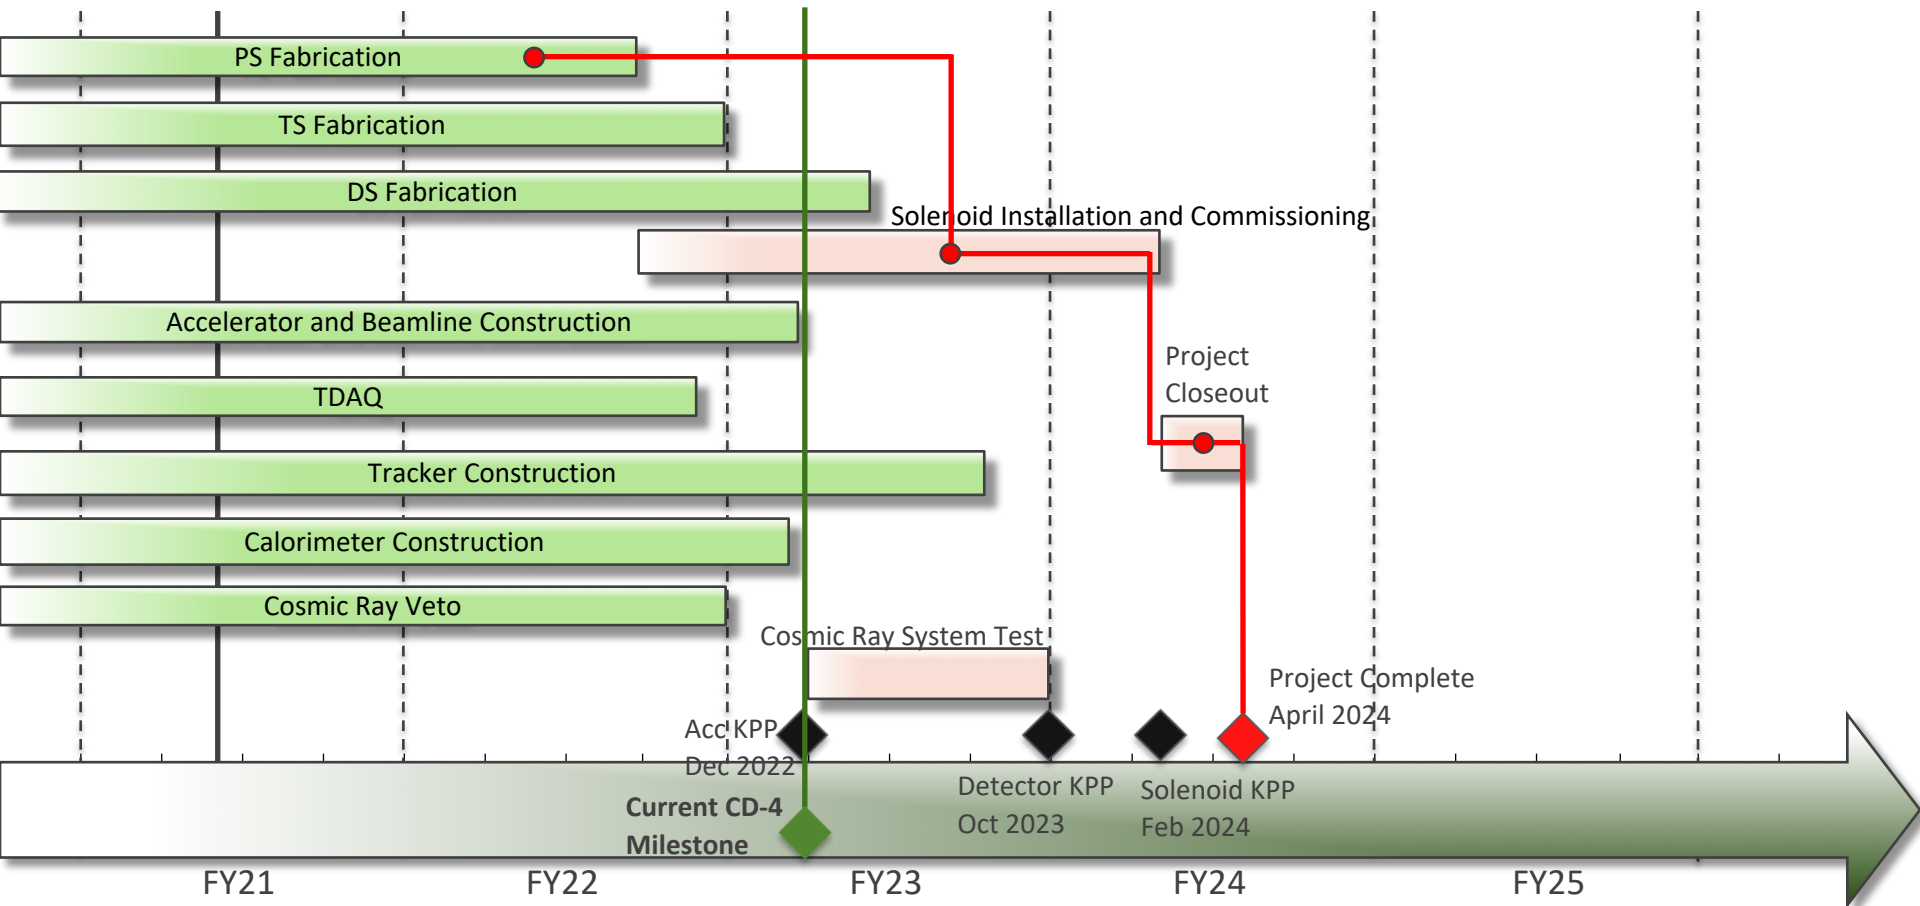 PS Fabrication
TS Fabrication
DS Fabrication
Solenoid Installation and Commissioning
Accelerator and Beamline Construction
Project
Closeout
TDAQ
Tracker Construction
Calorimeter Construction
Cosmic Ray Veto
Cosmic Ray System Test
Project Complete
April 2024
Acc KPP
Dec 2022
Detector KPP
Oct 2023
Solenoid KPP
Feb 2024
Current CD-4
Milestone
FY21
FY22
FY23
FY24
FY25